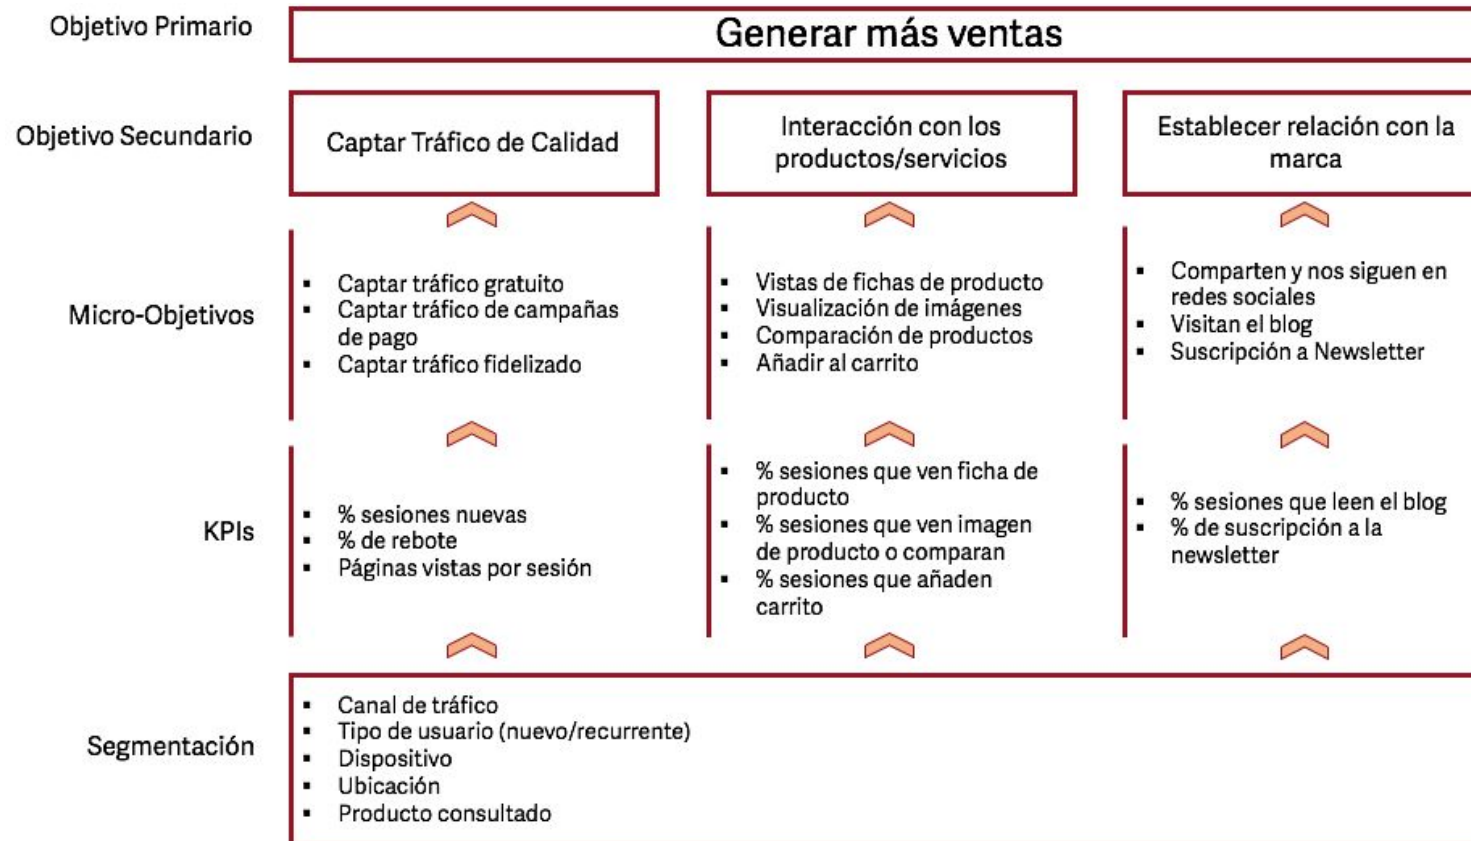 Objetivo Primario
Generar más ventas
Objetivo Secundario
Captar Tráfico de Calidad
Interacción con los
productos/servicios
Establecer relación con la
marca
Micro-Objetivos
▪ Captar tráfico gratuito
▪ Captar tráfico de campañas
de pago
▪ Captar tráfico fidelizado
▪ Vistas de fichas de producto
▪ Visualización de imágenes
▪ Comparación de productos
▪ Añadir al carrito
▪ Comparten y nos siguen en
redes sociales
▪ Visitan el blog
▪ Suscripción a Newsletter
KPIs
▪ % sesiones nuevas
▪ % de rebote
▪ Páginas vistas por sesión
▪ % sesiones que ven ficha de
producto
▪ % sesiones que ven imagen
de producto o comparan
▪ % sesiones que añaden
carrito
▪ % sesiones que leen el blog
▪ % de suscripción a la
newsletter
Segmentación
▪ Canal de tráfico
▪ Tipo de usuario (nuevo/recurrente)
▪ Dispositivo
▪ Ubicación
▪ Producto consultado